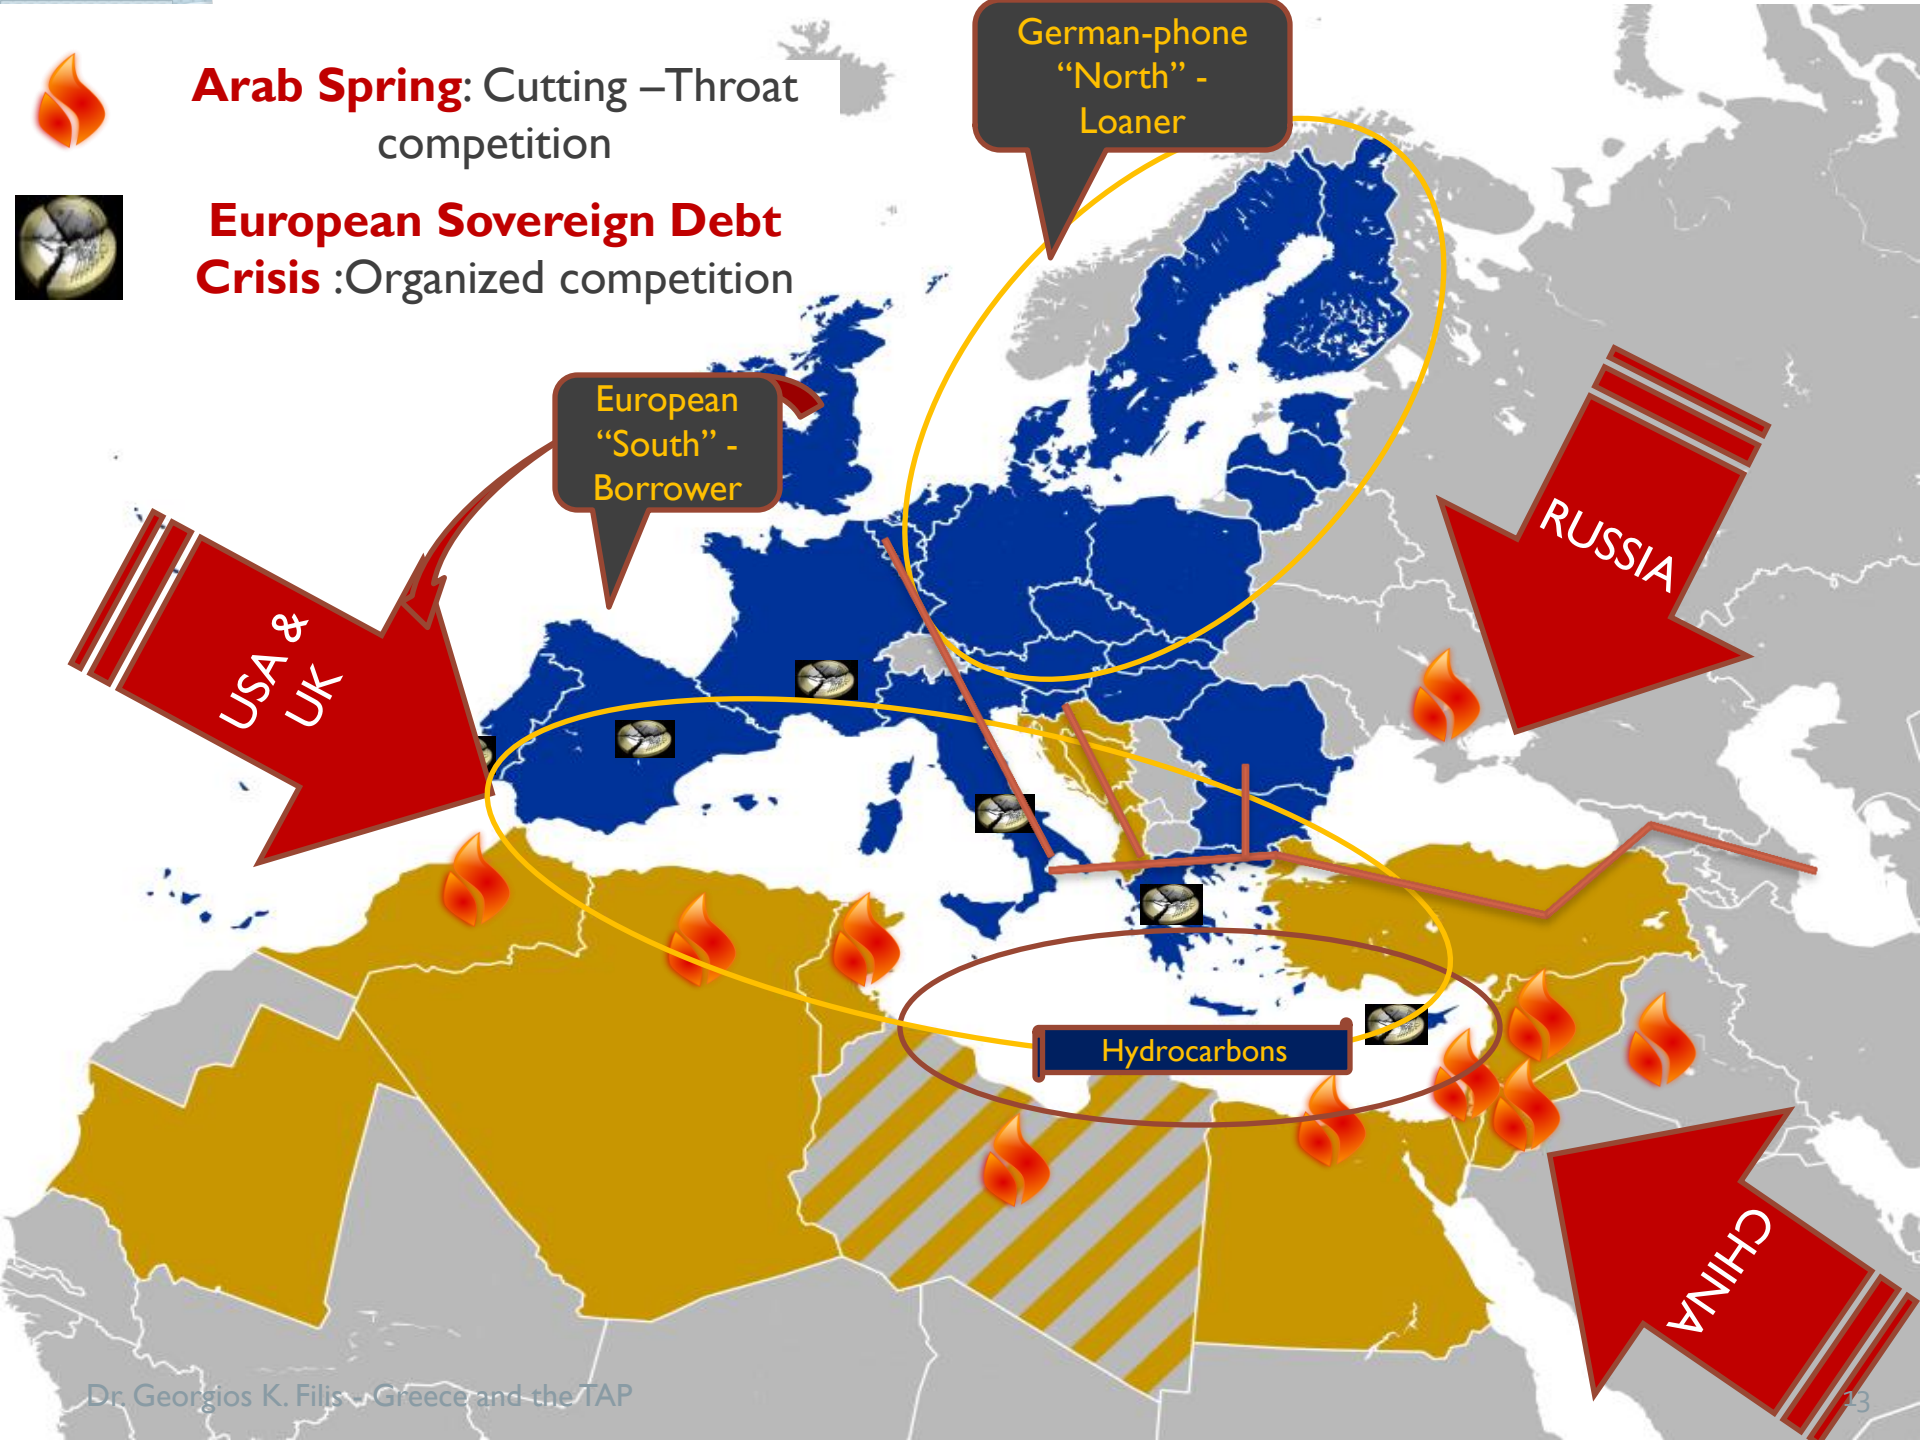 Arab Spring: Cutting –Throat
competition
European Sovereign Debt
Crisis :Organized competition
German-phone
“North” -
Loaner
European
“South” -
Borrower
USA &
UK
RUSSIA
Hydrocarbons
CHINA
Dr. Georgios K. Filis - Greece and the TAP
13